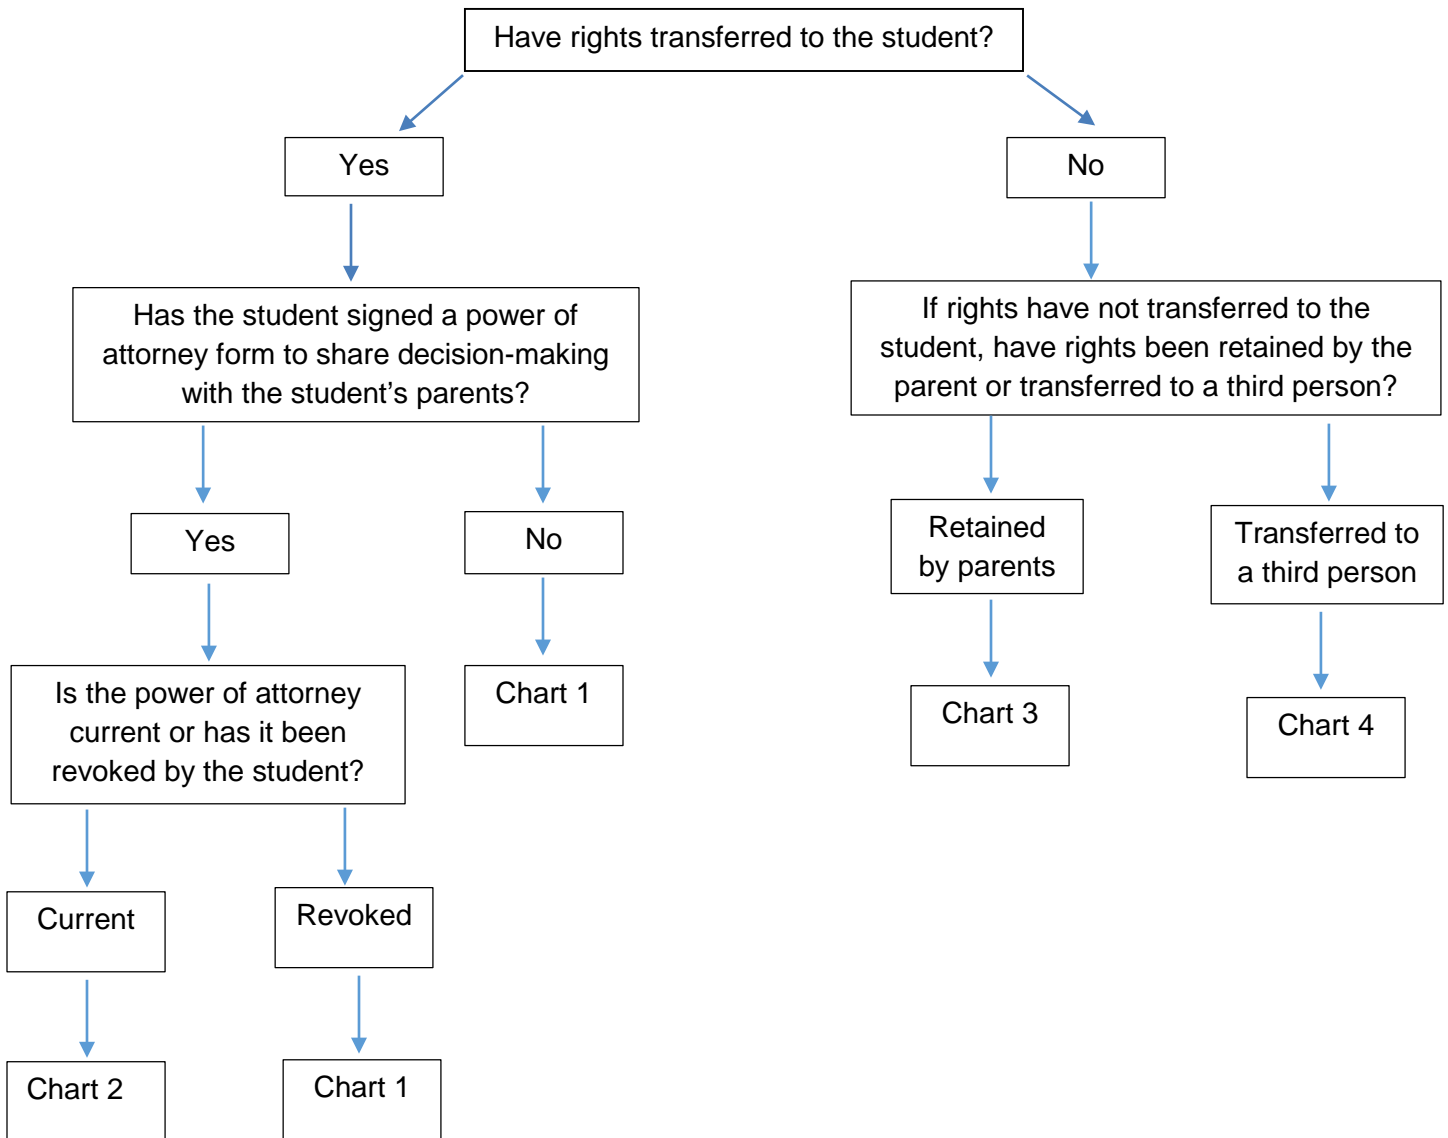 Have rights transferred to the student?
Yes
No
Has the student signed a power of
attorney form to share decision-making
with the student’s parents?
If rights have not transferred to the
student, have rights been retained by the
parent or transferred to a third person?
Yes
No
Retained
by parents
Transferred to
a third person
Is the power of attorney
current or has it been
revoked by the student?
Chart 1
Chart 3
Chart 4
Current
Revoked
Chart 2
Chart 1